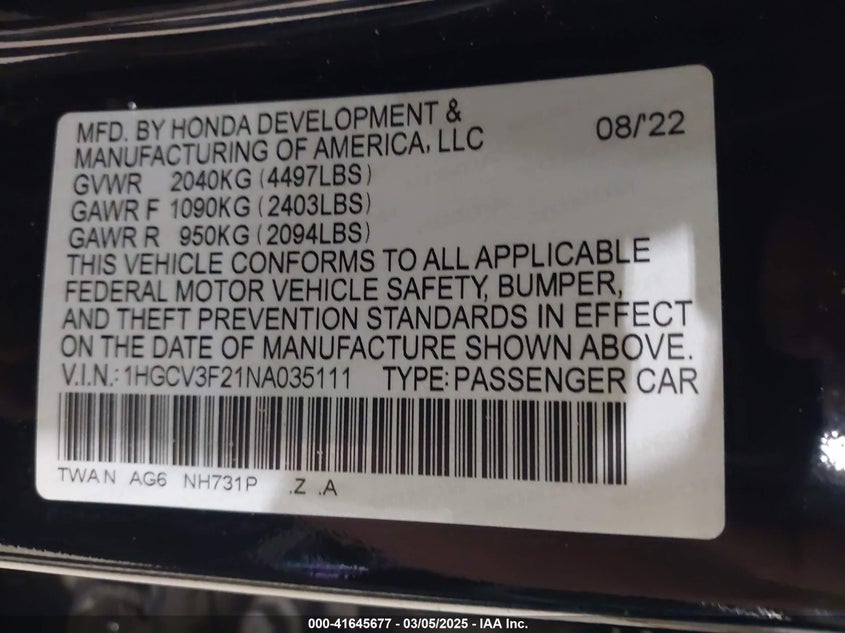 MFD. BY HONDA DEVELOPMENT &
MANUFACTURING OF AMERICA, LLC
08/'22
GVWR 2040KG (4497LBS)
GAWR F 1090KG (2403LBS)
GAWR R 950KG (2094LBS)
THIS VEHICLE CONFORMS TO ALL APPLICABLE
FEDERAL MOTOR VEHICLE SAFETY, BUMPER,
AND THEFT PREVENTION STANDARDS IN EFFECT
ON THE DATE OF MANUFACTURE SHOWN ABOVE.
V.I.N.: 1HGCV3F21NA035111 TYPE: PASSENGER CAR
TWAN AG6 NH731P .Z .A
000-41645677 — 03/05/2025 — IAA Inc.